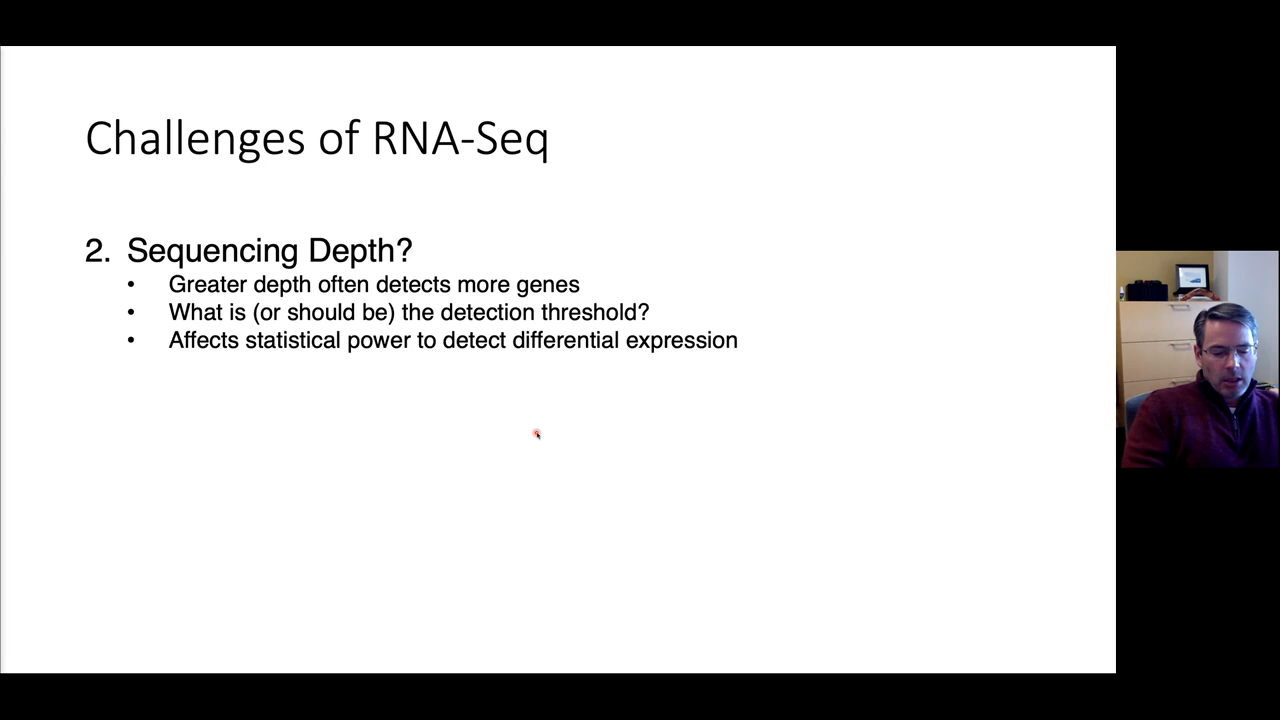 Challenges of RNA-Seq
2. Sequencing Depth?
• Greater depth often detects more genes
• What is (or should be) the detection threshold?
• Affects statistical power to detect differential expression